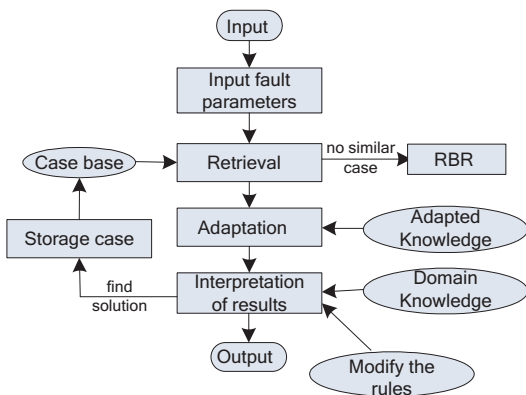 Input
Input fault
parameters
Case base
Retrieval
no similar
case
RBR
Storage case
Adaptation
Adapted
Knowledge
find
solution
Interpretation
of results
Domain
Knowledge
Output
Modify the
rules